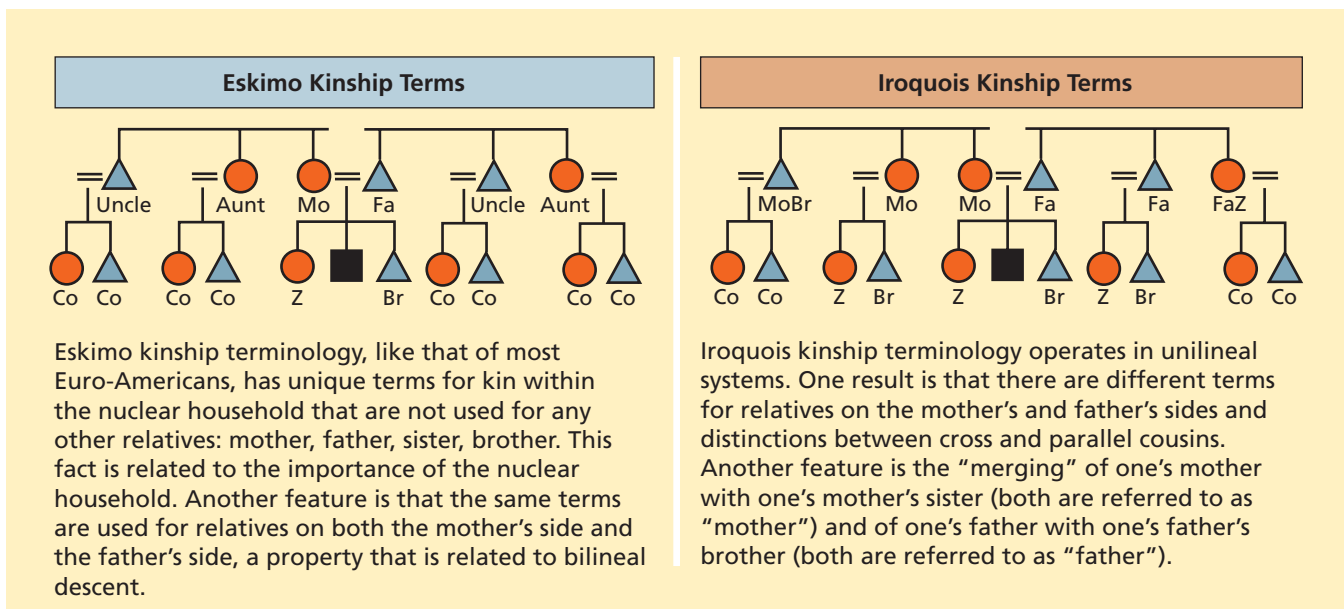 Eskimo Kinship Terms
Uncle Aunt Mo Fa Uncle Aunt
Co Co Co Co Z Br Co Co Co Co
Eskimo kinship terminology, like that of most
Euro-Americans, has unique terms for kin within
the nuclear household that are not used for any
other relatives: mother, father, sister, brother. This
fact is related to the importance of the nuclear
household. Another feature is that the same terms
are used for relatives on both the mother’s side and
the father’s side, a property that is related to bilineal
descent.
Iroquois Kinship Terms
MoBr Mo Mo Fa Fa FaZ
Co Co Z Br Z Br Z Br Co Co
Iroquois kinship terminology operates in unilineal
systems. One result is that there are different terms
for relatives on the mother’s and father’s sides and
distinctions between cross and parallel cousins.
Another feature is the “merging” of one’s mother
with one’s mother’s sister (both are referred to as
“mother”) and of one’s father with one’s father’s
brother (both are referred to as “father”).